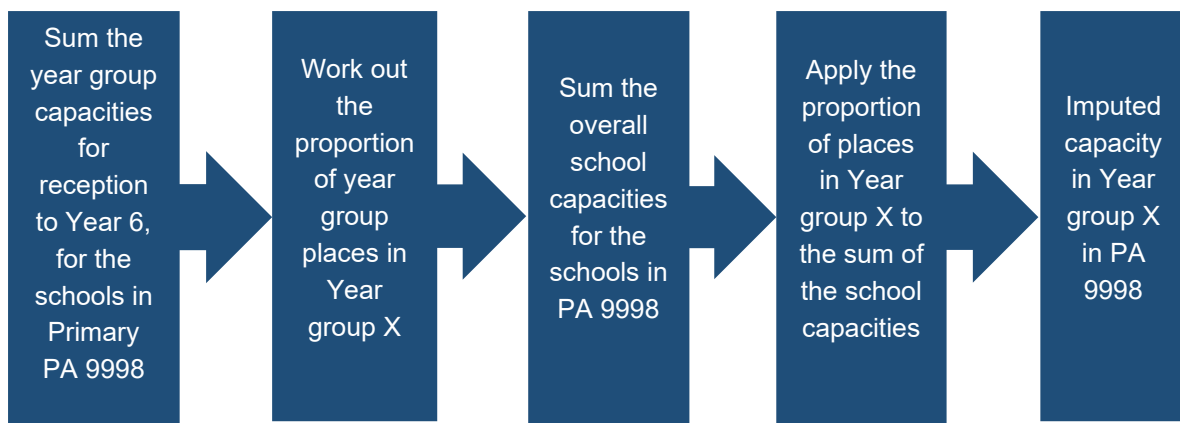 Sum the
year group
capacities
for
reception
to Year 6,
for the
schools in
Primary
PA 9998
Work out
the
proportion
of year
group
places in
Year
group X
Sum the
overall
school
capacities
for the
schools in
PA 9998
Apply the
proportion
of places
in Year
group X to
the sum of
the school
capacities
Imputed
capacity
in Year
group X
in PA
9998